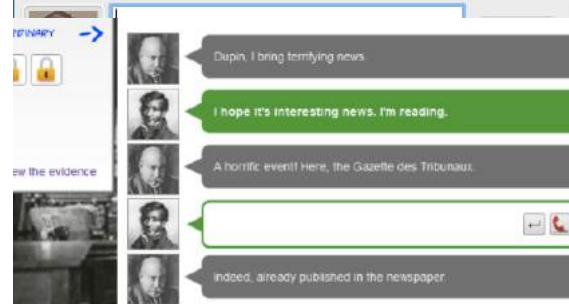 -->
Dupin, I bring terrifying news.
I hope it's interesting news. I'm reading.
A horrific event! Here, the Gazette des Tribunaux.
ew the evidence
Indeed, already published in the newspaper.